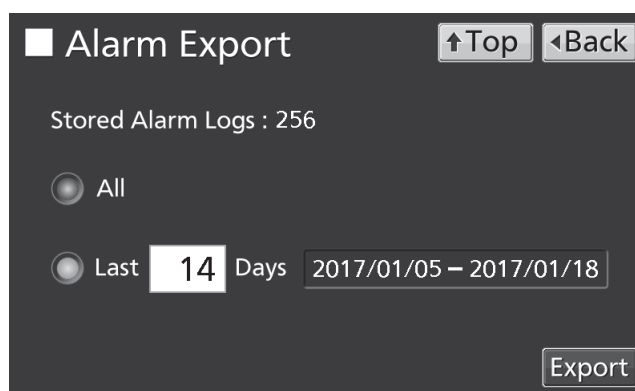 Alarm Export
↑Top
◂Back
Stored Alarm Logs : 256
All
Last 14 Days 2017/01/05 – 2017/01/18
Export